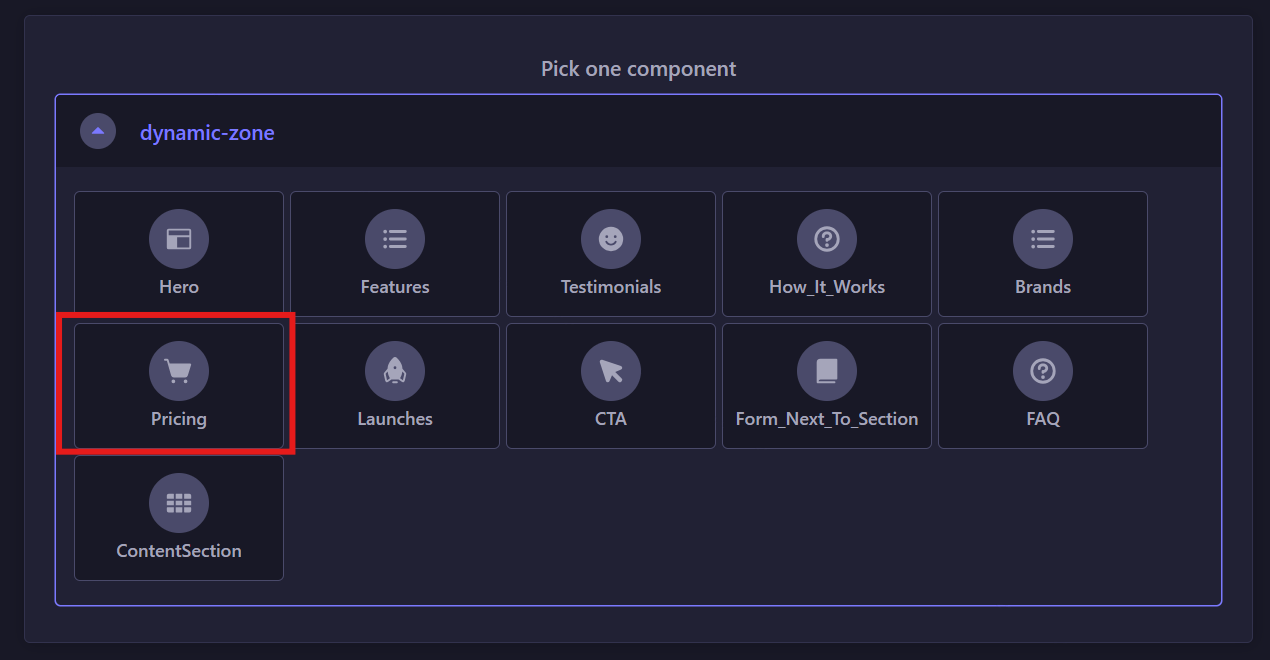 Pick one component
dynamic-zone
Hero
Features
Testimonials
How_It_Works
Brands
Pricing
Launches
CTA
Form_Next_To_Section
FAQ
ContentSection